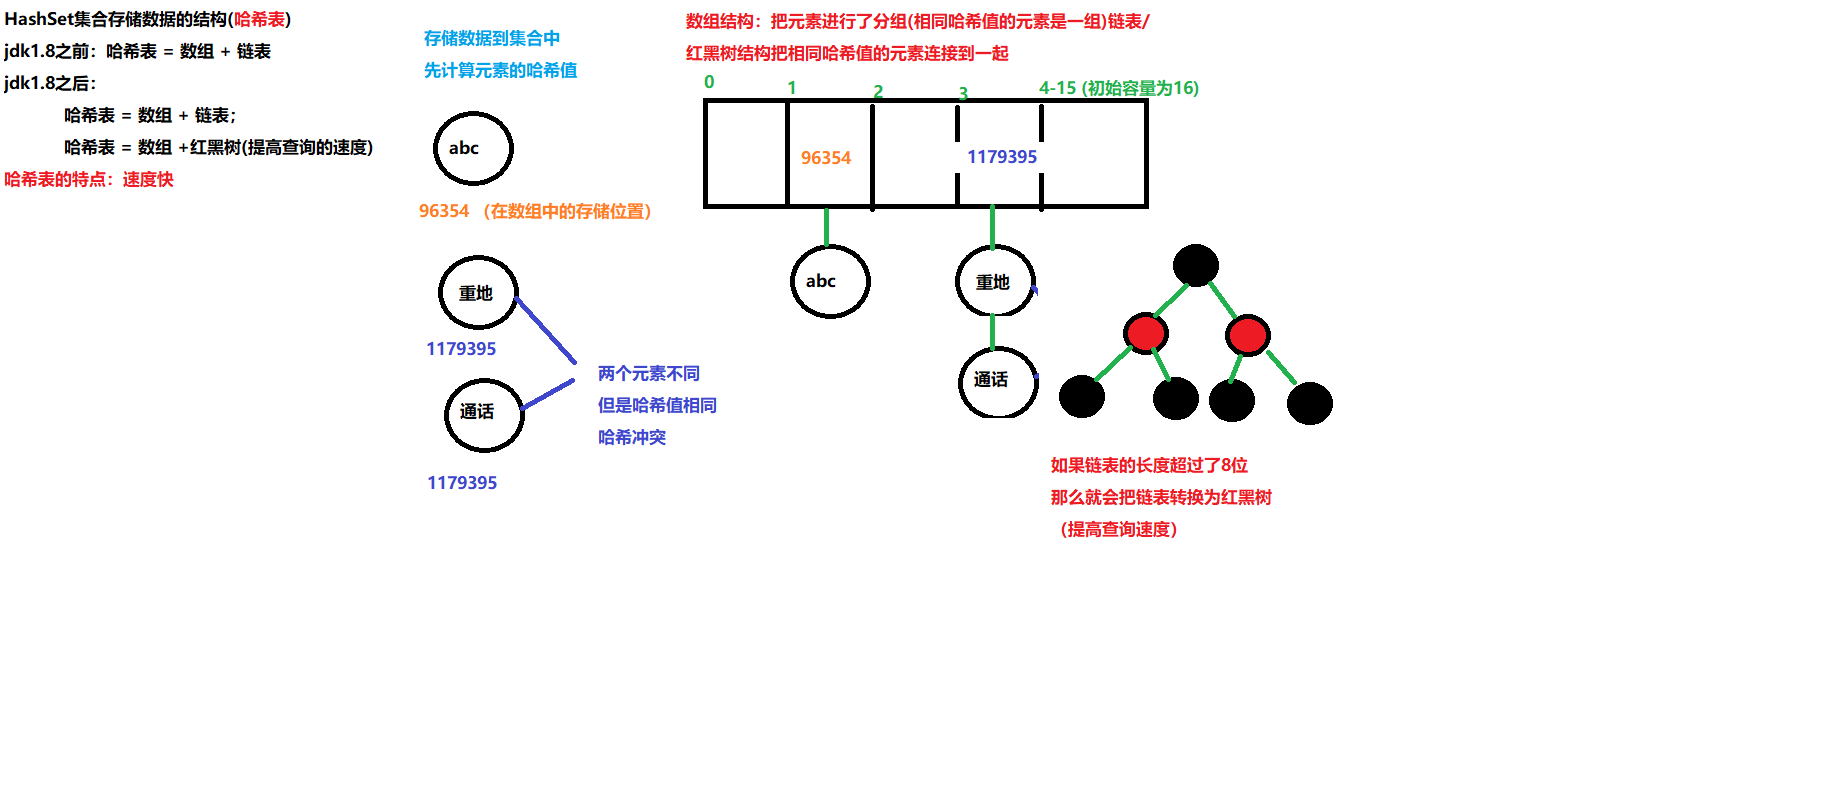 HashSet集合存储数据的结构(哈希表)
jdk1.8之前：哈希表 = 数组 + 链表
jdk1.8之后：
哈希表 = 数组 + 链表；
哈希表 = 数组 +红黑树(提高查询的速度)
哈希表的特点：速度快
存储数据到集合中
先计算元素的哈希值
abc
96354 （在数组中的存储位置）
重地
1179395
通话
1179395
两个元素不同
但是哈希值相同
哈希冲突
数组结构：把元素进行了分组(相同哈希值的元素是一组)链表/
红黑树结构把相同哈希值的元素连接到一起
0
1
2
3
4-15 (初始容量为16)
96354
1179395
abc
重地
通话
如果链表的长度超过了8位
那么就会把链表转换为红黑树
（提高查询速度）